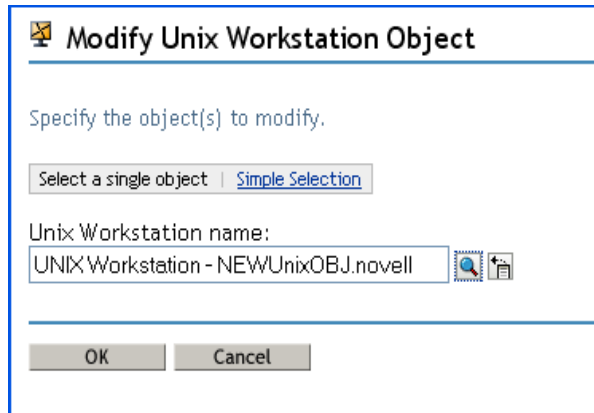 Modify Unix Workstation Object
Specify the object(s) to modify.
Select a single object | Simple Selection
Unix Workstation name:
UNIX Workstation - NEWUnixOBJ.novell
OK Cancel